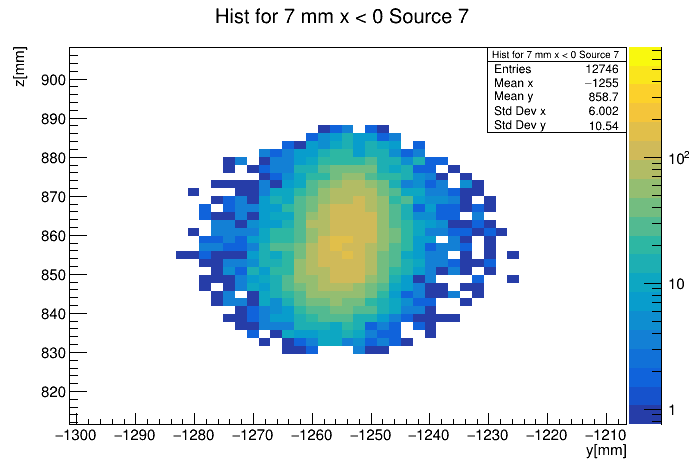 Hist for 7 mm x < 0 Source 7
z[mm]
Hist for 7 mm x < 0 Source 7
Entries 12746
Mean x −1255
Mean y 858.7
Std Dev x 6.002
Std Dev y 10.54
900
890
880
870
860
850
840
830
820
10²
10
1
−1300 −1290 −1280 −1270 −1260 −1250 −1240 −1230 −1220 −1210
y[mm]